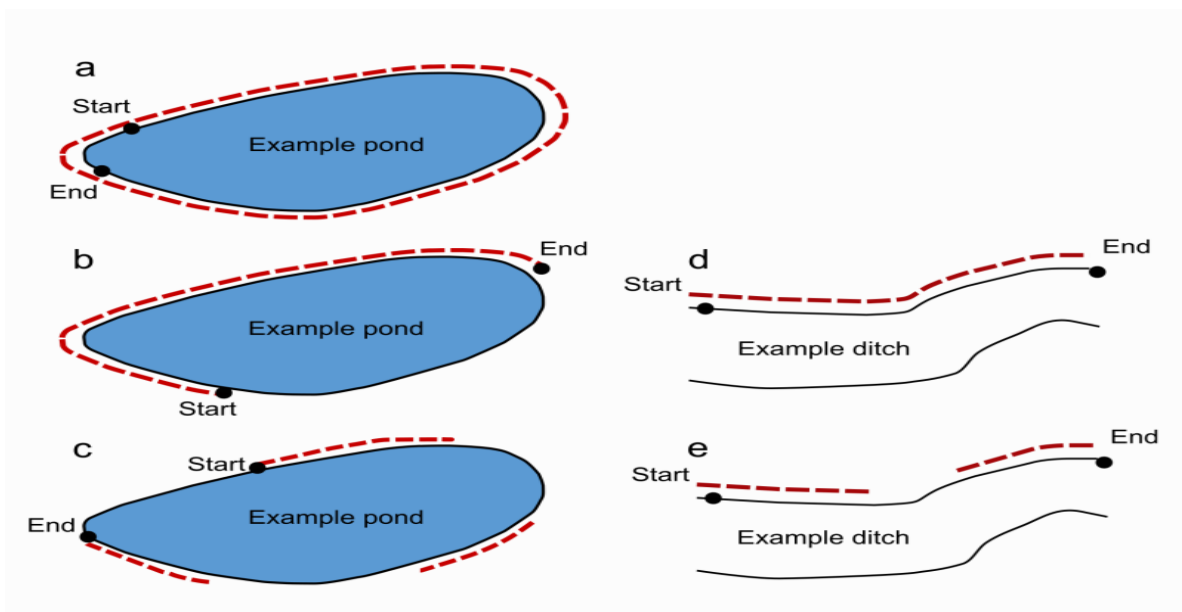 a
Start
Example pond
End
b
End
Example pond
Start
c
Start
Example pond
End
d
End
Start
Example ditch
e
End
Start
Example ditch